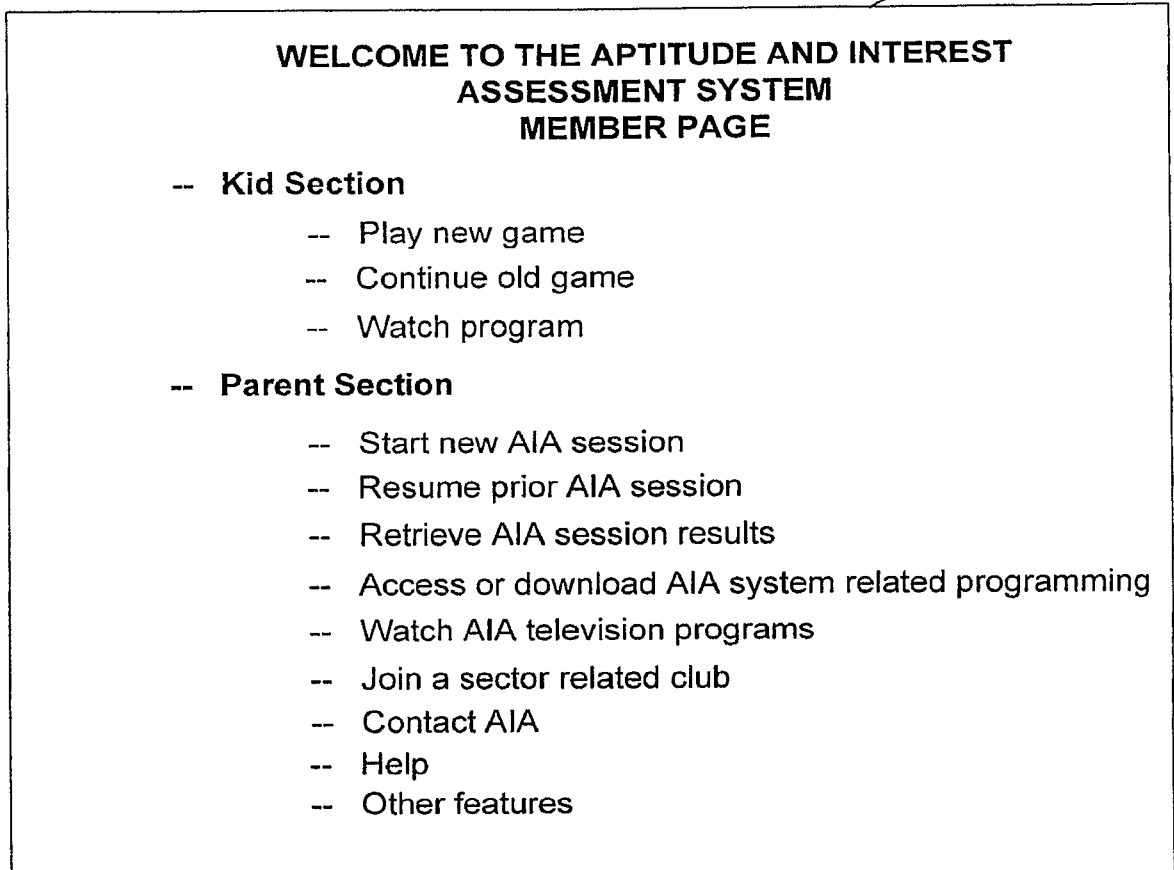 WELCOME TO THE APTITUDE AND INTEREST
ASSESSMENT SYSTEM
MEMBER PAGE
-- Kid Section
-- Play new game
-- Continue old game
-- Watch program
-- Parent Section
-- Start new AIA session
-- Resume prior AIA session
-- Retrieve AIA session results
-- Access or download AIA system related programming
-- Watch AIA television programs
-- Join a sector related club
-- Contact AIA
-- Help
-- Other features